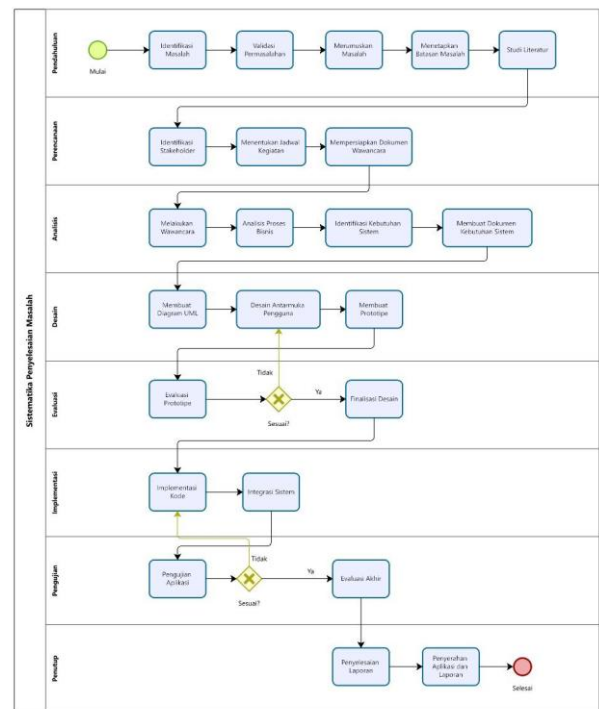 Sistematika Penyelesaian Masalah
Pendahuluan
Mulai
Identifikasi
Masalah
Validasi
Permasalahan
Merumuskan
Masalah
Menetapkan
Batasan Masalah
Studi Literatur
Perencanaan
Identifikasi
Stakeholder
Menentukan Jadwal
Kegiatan
Mempersiapkan Dokumen
Wawancara
Analisis
Melakukan
Wawancara
Analisis Proses
Bisnis
Identifikasi Kebutuhan
Sistem
Membuat Dokumen
Kebutuhan Sistem
Desain
Membuat
Diagram UML
Desain Antarmuka
Pengguna
Membuat
Prototipe
Evaluasi
Evaluasi
Prototipe
Tidak
Sesuai?
Ya
Finalisasi Desain
Implementasi
Implementasi
Kode
Integrasi Sistem
Pengujian
Pengujian
Aplikasi
Tidak
Sesuai?
Ya
Evaluasi Akhir
Penutup
Penyelesaian
Laporan
Penyerahan
Aplikasi dan
Laporan
Selesai